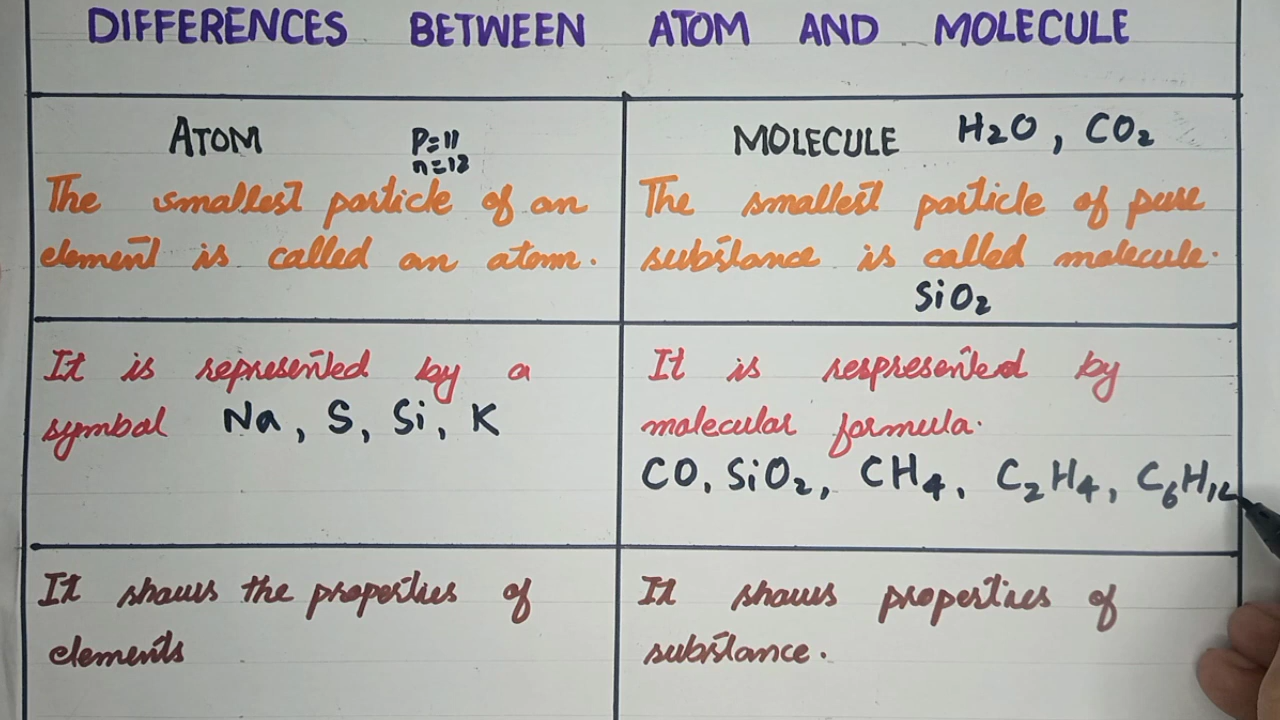 DIFFERENCES BETWEEN ATOM AND MOLECULE
ATOM
P=11
n=12
The smallest particle of an
element is called an atom.
MOLECULE H₂O, CO₂
The smallest particle of pure
substance is called molecule.
SiO₂
It is represented by a
symbol Na, S, Si, K
It is respresented by
molecular formula.
CO, SiO₂, CH₄, C₂H₄, C₆H₁₂
It shows the properties of
elements
It shows properties of
substance.